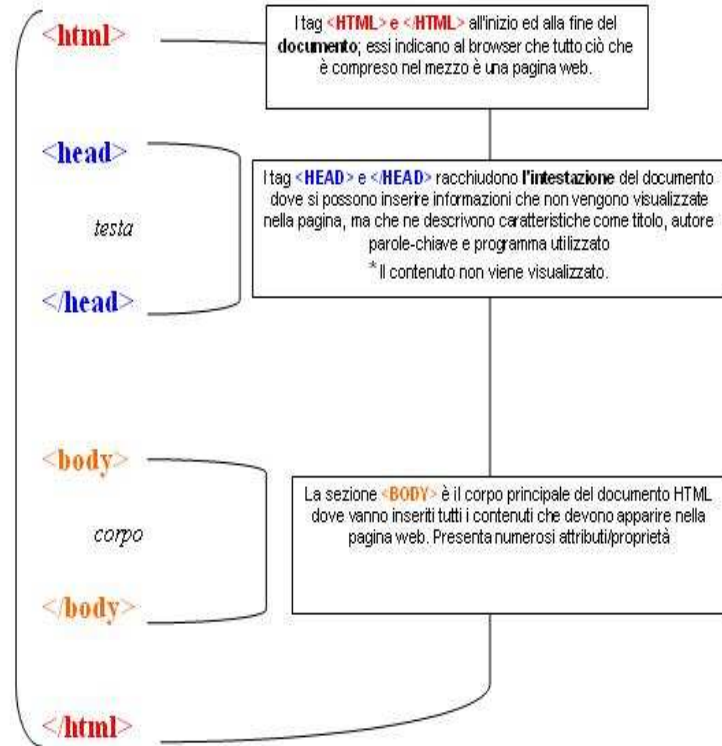 <html>
I tag <HTML> e </HTML> all'inizio ed alla fine del
documento; essi indicano al browser che tutto ciò che
è compreso nel mezzo è una pagina web.
<head>
testa
</head>
I tag <HEAD> e </HEAD> racchiudono l'intestazione del documento
dove si possono inserire informazioni che non vengono visualizzate
nella pagina, ma che ne descrivono caratteristiche come titolo, autore
parole-chiave e programma utilizzato
* Il contenuto non viene visualizzato.
<body>
corpo
</body>
La sezione <BODY> è il corpo principale del documento HTML
dove vanno inseriti tutti i contenuti che devono apparire nella
pagina web. Presenta numerosi attributi/proprietà
</html>